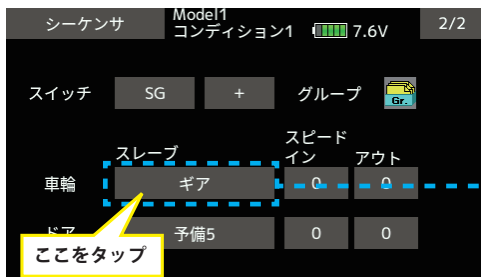 シーケンサ Model1 コンディション1 7.6V 2/2
スイッチ SG + グループ Gr.
スレーブ スピード イン アウト
車輪 ギア 0 0
ドア 予備5 0 0
ここをタップ